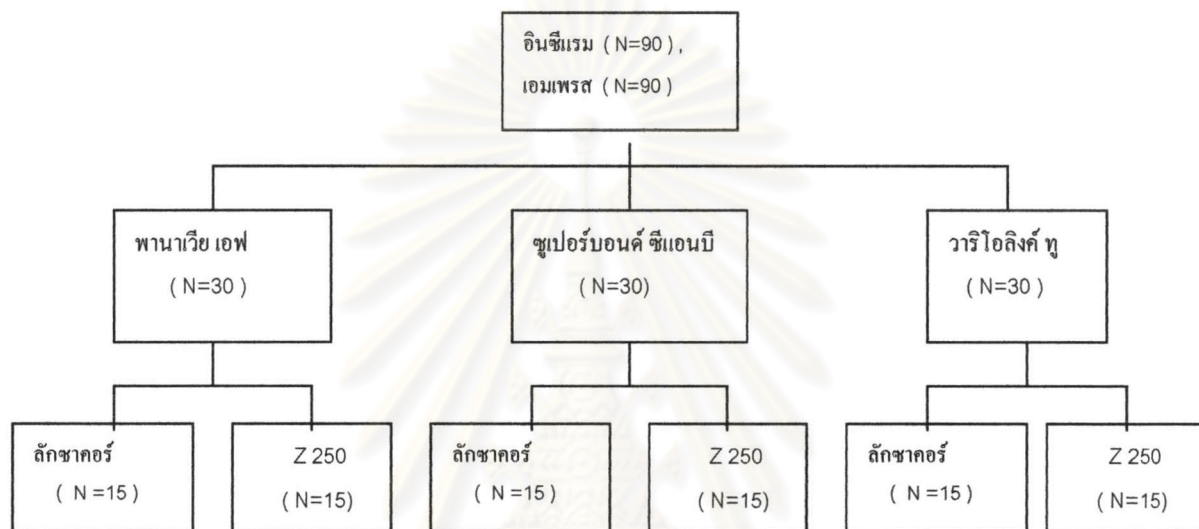 อินซีแรม ( N=90 ) ,
เอมเพรส ( N=90 )
พานาเวีย เอฟ
( N=30 )
ซูเปอร์บอนด์ ซีแอนบี
( N=30)
วาริโอลิงค์ ทู
( N=30 )
ลักซาคอร์
( N =15 )
Z 250
(N=15)
ลักซาคอร์
( N =15 )
Z 250
(N=15)
ลักซาคอร์
( N =15 )
Z 250
(N=15)